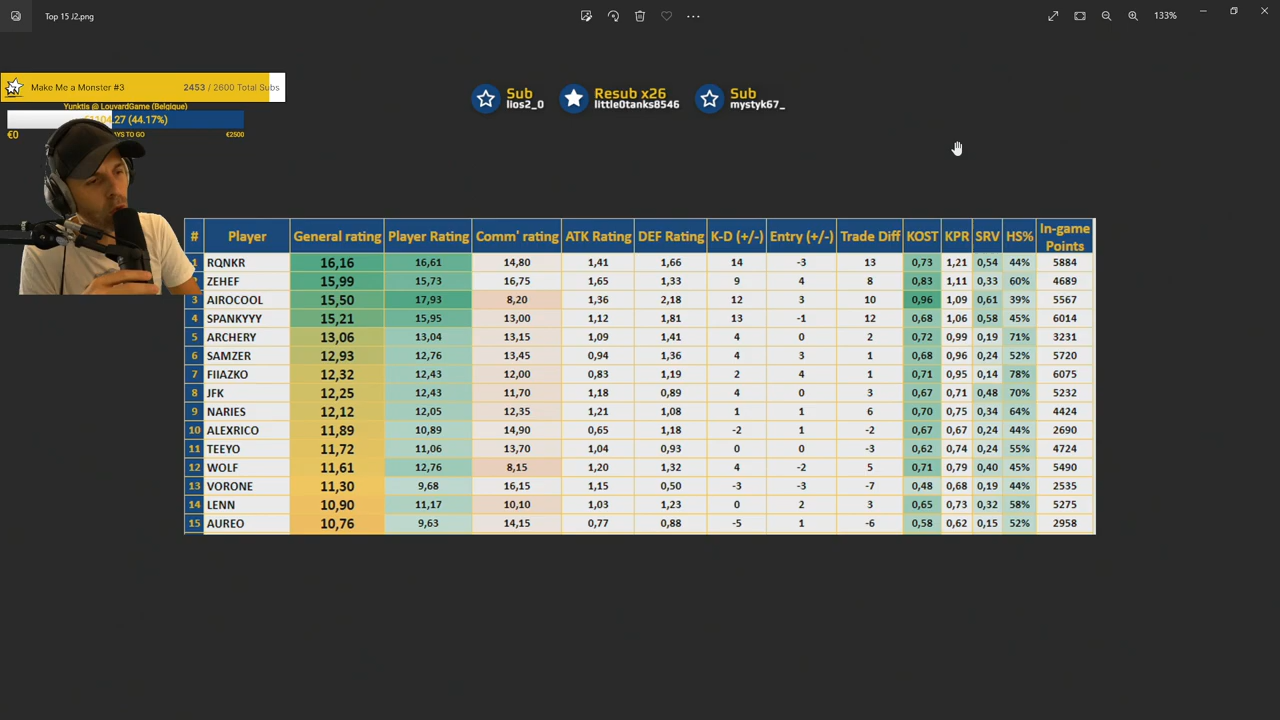 Top 15 J2.png
133%
Make Me a Monster #3 2453 / 2600 Total Subs
Yunktis @ LouvardGame (Belgique)
104.27 (44.17%)
€0 AYS TO GO €2500
Sub
lios2_0
Resub x26
little0tanks8546
Sub
mystyk67_
# Player General rating Player Rating Comm' rating ATK Rating DEF Rating K-D (+/-) Entry (+/-) Trade Diff KOST KPR SRV HS% In-game Points
1 RQNKR 16,16 16,61 14,80 1,41 1,66 14 -3 13 0,73 1,21 0,54 44% 5884
2 ZEHEF 15,99 15,73 16,75 1,65 1,33 9 4 8 0,83 1,11 0,33 60% 4689
3 AIROCOOL 15,50 17,93 8,20 1,36 2,18 12 3 10 0,96 1,09 0,61 39% 5567
4 SPANKYYY 15,21 15,95 13,00 1,12 1,81 13 -1 12 0,68 1,06 0,58 45% 6014
5 ARCHERY 13,06 13,04 13,15 1,09 1,41 4 0 2 0,72 0,99 0,19 71% 3231
6 SAMZER 12,93 12,76 13,45 0,94 1,36 4 3 1 0,68 0,96 0,24 52% 5720
7 FIIAZKO 12,32 12,43 12,00 0,83 1,19 2 4 1 0,71 0,95 0,14 78% 6075
8 JFK 12,25 12,43 11,70 1,18 0,89 4 0 3 0,67 0,71 0,48 70% 5232
9 NARIES 12,12 12,05 12,35 1,21 1,08 1 1 6 0,70 0,75 0,34 64% 4424
10 ALEXRICO 11,89 10,89 14,90 0,65 1,18 -2 1 -2 0,67 0,67 0,24 44% 2690
11 TEEYO 11,72 11,06 13,70 1,04 0,93 0 0 -3 0,62 0,74 0,24 55% 4724
12 WOLF 11,61 12,76 8,15 1,20 1,32 4 -2 5 0,71 0,79 0,40 45% 5490
13 VORONE 11,30 9,68 16,15 1,15 0,50 -3 -3 -7 0,48 0,68 0,19 44% 2535
14 LENN 10,90 11,17 10,10 1,03 1,23 0 2 3 0,65 0,73 0,32 58% 5275
15 AUREO 10,76 9,63 14,15 0,77 0,88 -5 1 -6 0,58 0,62 0,15 52% 2958